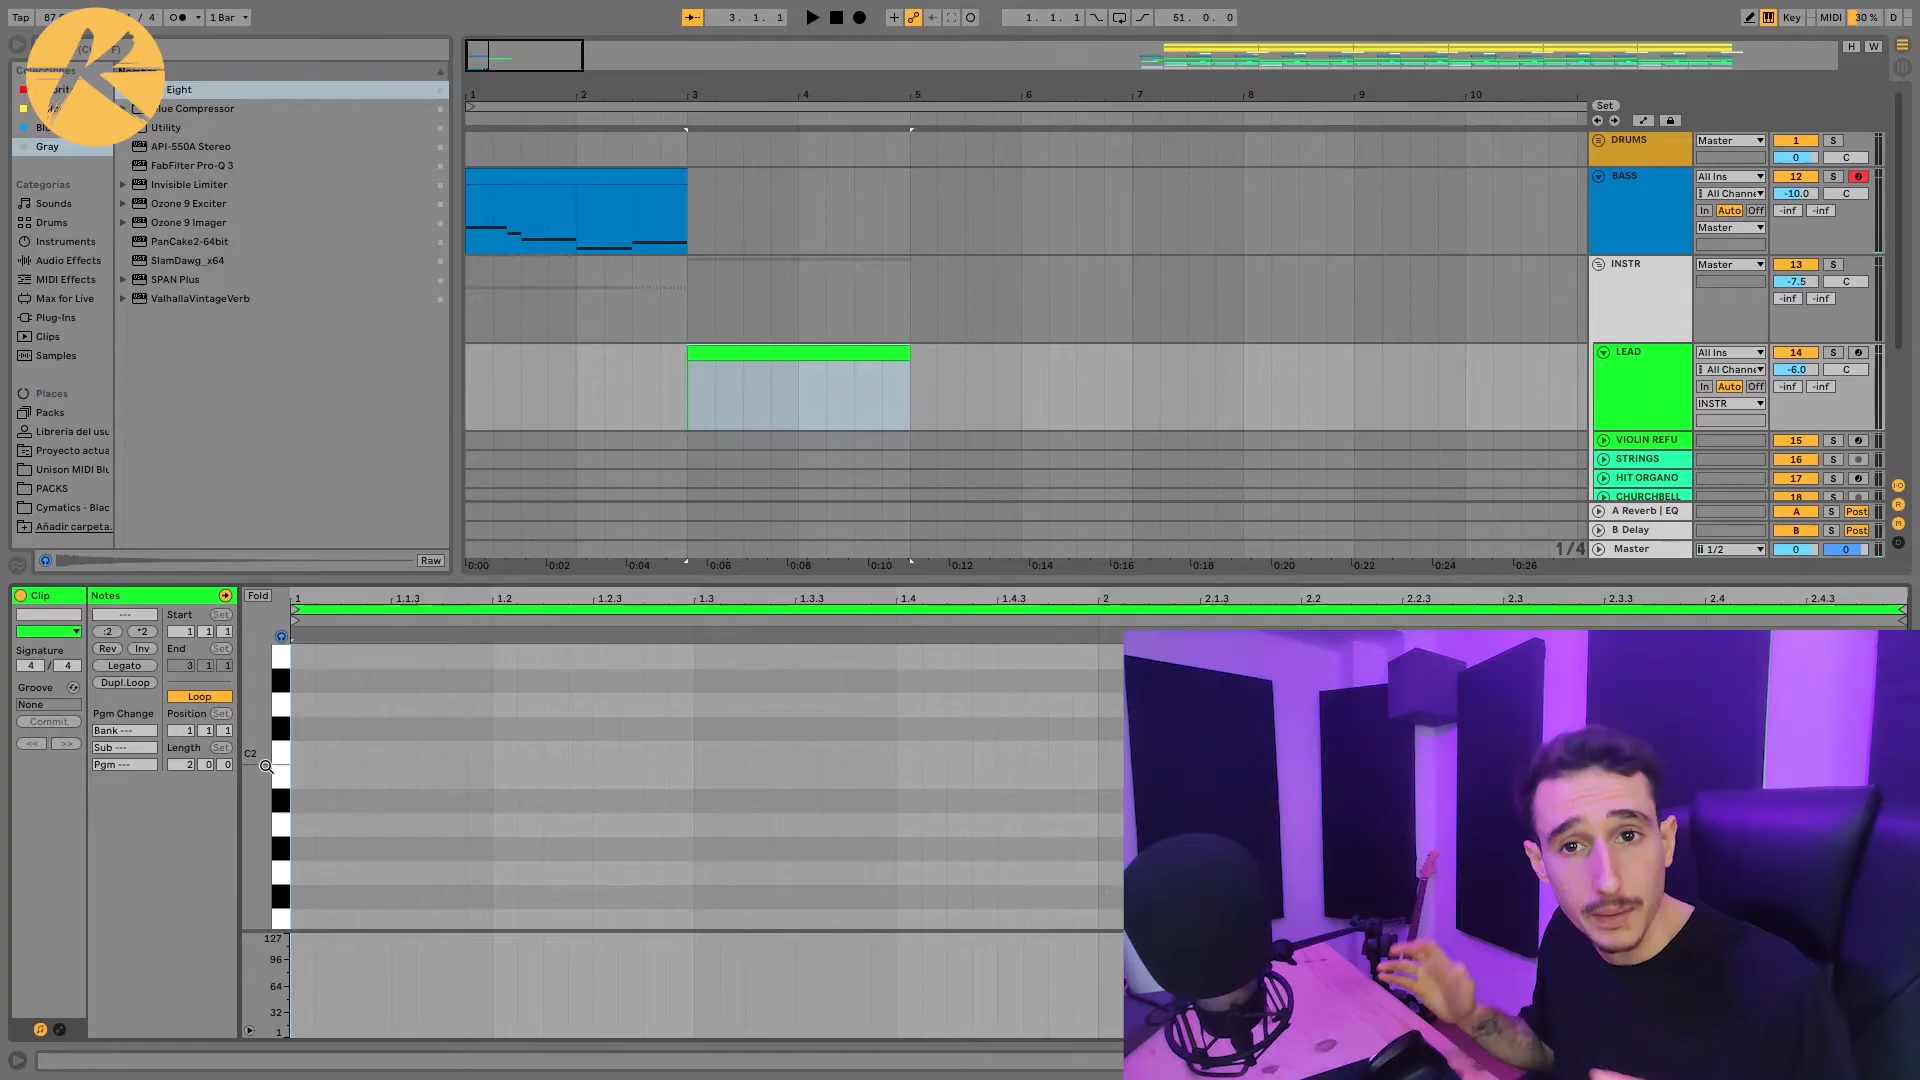 Tap
/ 4
1 Bar
3. 1. 1
1. 1. 1
51. 0. 0
Key
MIDI
30 %
D
H
W
Colecciones
Gray
Categorías
Sounds
Drums
Instruments
Audio Effects
MIDI Effects
Max for Live
Plug-Ins
Clips
Samples
Places
Packs
Librería del usu
Proyecto actua
Unison MIDI Blu
PACKS
Cymatics - Blac
Añadir carpeta.
Eight
Utility
API-550A Stereo
FabFilter Pro-Q 3
Invisible Limiter
Ozone 9 Exciter
Ozone 9 Imager
PanCake2-64bit
SlamDawg_x64
SPAN Plus
ValhallaVintageVerb
Raw
1 2 3 4 5 6 7 8 9 10
Set
DRUMS Master 1 S
0 C
BASS All Ins 12 S
All Channe -10.0 C
In Auto Off -inf -inf
Master
INSTR Master 13 S
-7.5 C
-inf -inf
LEAD All Ins 14 S
All Channe -6.0 C
In Auto Off -inf -inf
INSTR
VIOLIN REFU 15 S
STRINGS 16 S
HIT ORGANO 17 S
CHURCHBELL 18 S
A Reverb | EQ A S Post
B Delay B S Post
1/4 Master 1/2 0 0
0:00 0:02 0:04 0:06 0:08 0:10 0:12 0:14 0:16 0:18 0:20 0:22 0:24 0:26
Clip
Notes
Fold
---
Start Set
:2 *2
1 1 1
Signature
Rev Inv
End Set
4 / 4
Legato
3 1 1
Groove
Dupl.Loop
None
Loop
Commit
Pgm Change
Position Set
Bank ---
1 1 1
<< >>
Sub ---
Length Set
Pgm ---
2 0 0
1 1.1.3 1.2 1.2.3 1.3 1.3.3 1.4 1.4.3 2 2.1.3 2.2 2.2.3 2.3 2.3.3 2.4 2.4.3
C2
127
96
64
32
1